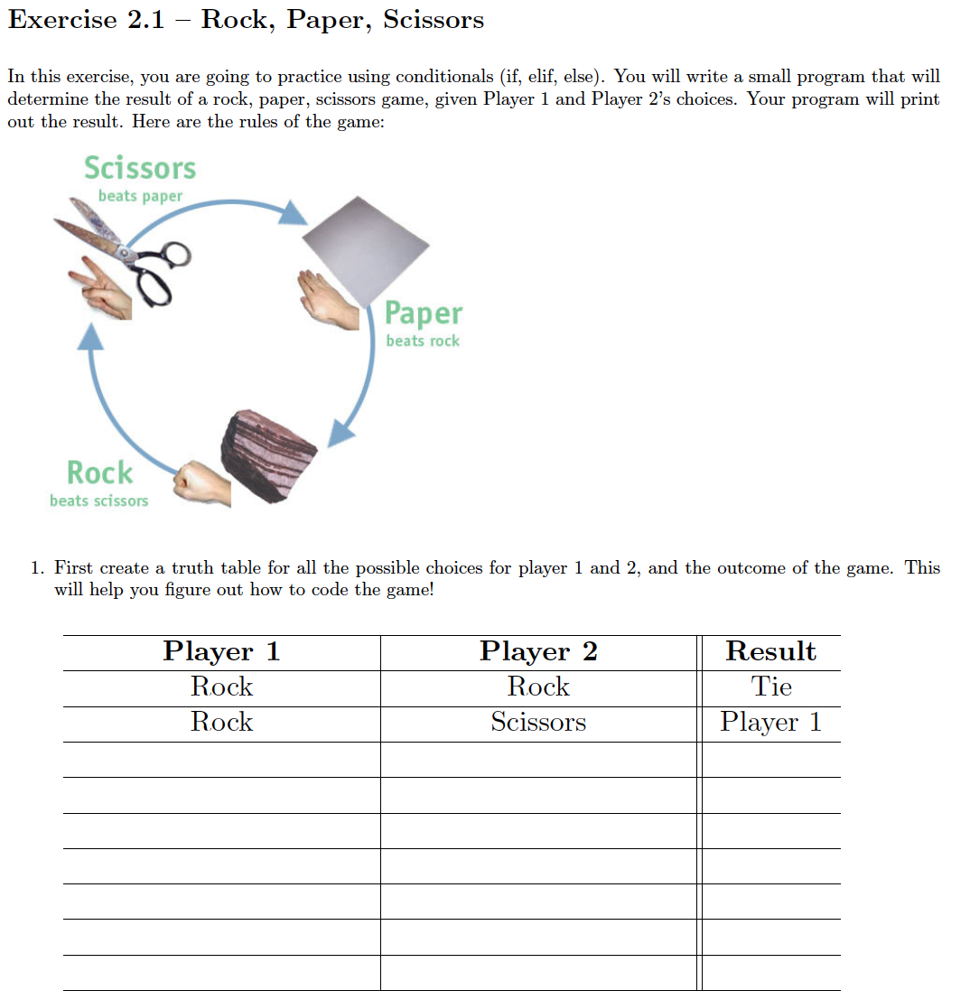 Exercise 2.1 – Rock, Paper, Scissors
In this exercise, you are going to practice using conditionals (if, elif, else). You will write a small program that will
determine the result of a rock, paper, scissors game, given Player 1 and Player 2's choices. Your program will print
out the result. Here are the rules of the game:
Scissors
beats paper
Paper
beats rock
Rock
beats scissors
1. First create a truth table for all the possible choices for player 1 and 2, and the outcome of the game. This
will help you figure out how to code the game!
Player 1 Player 2 Result
Rock Rock Tie
Rock Scissors Player 1